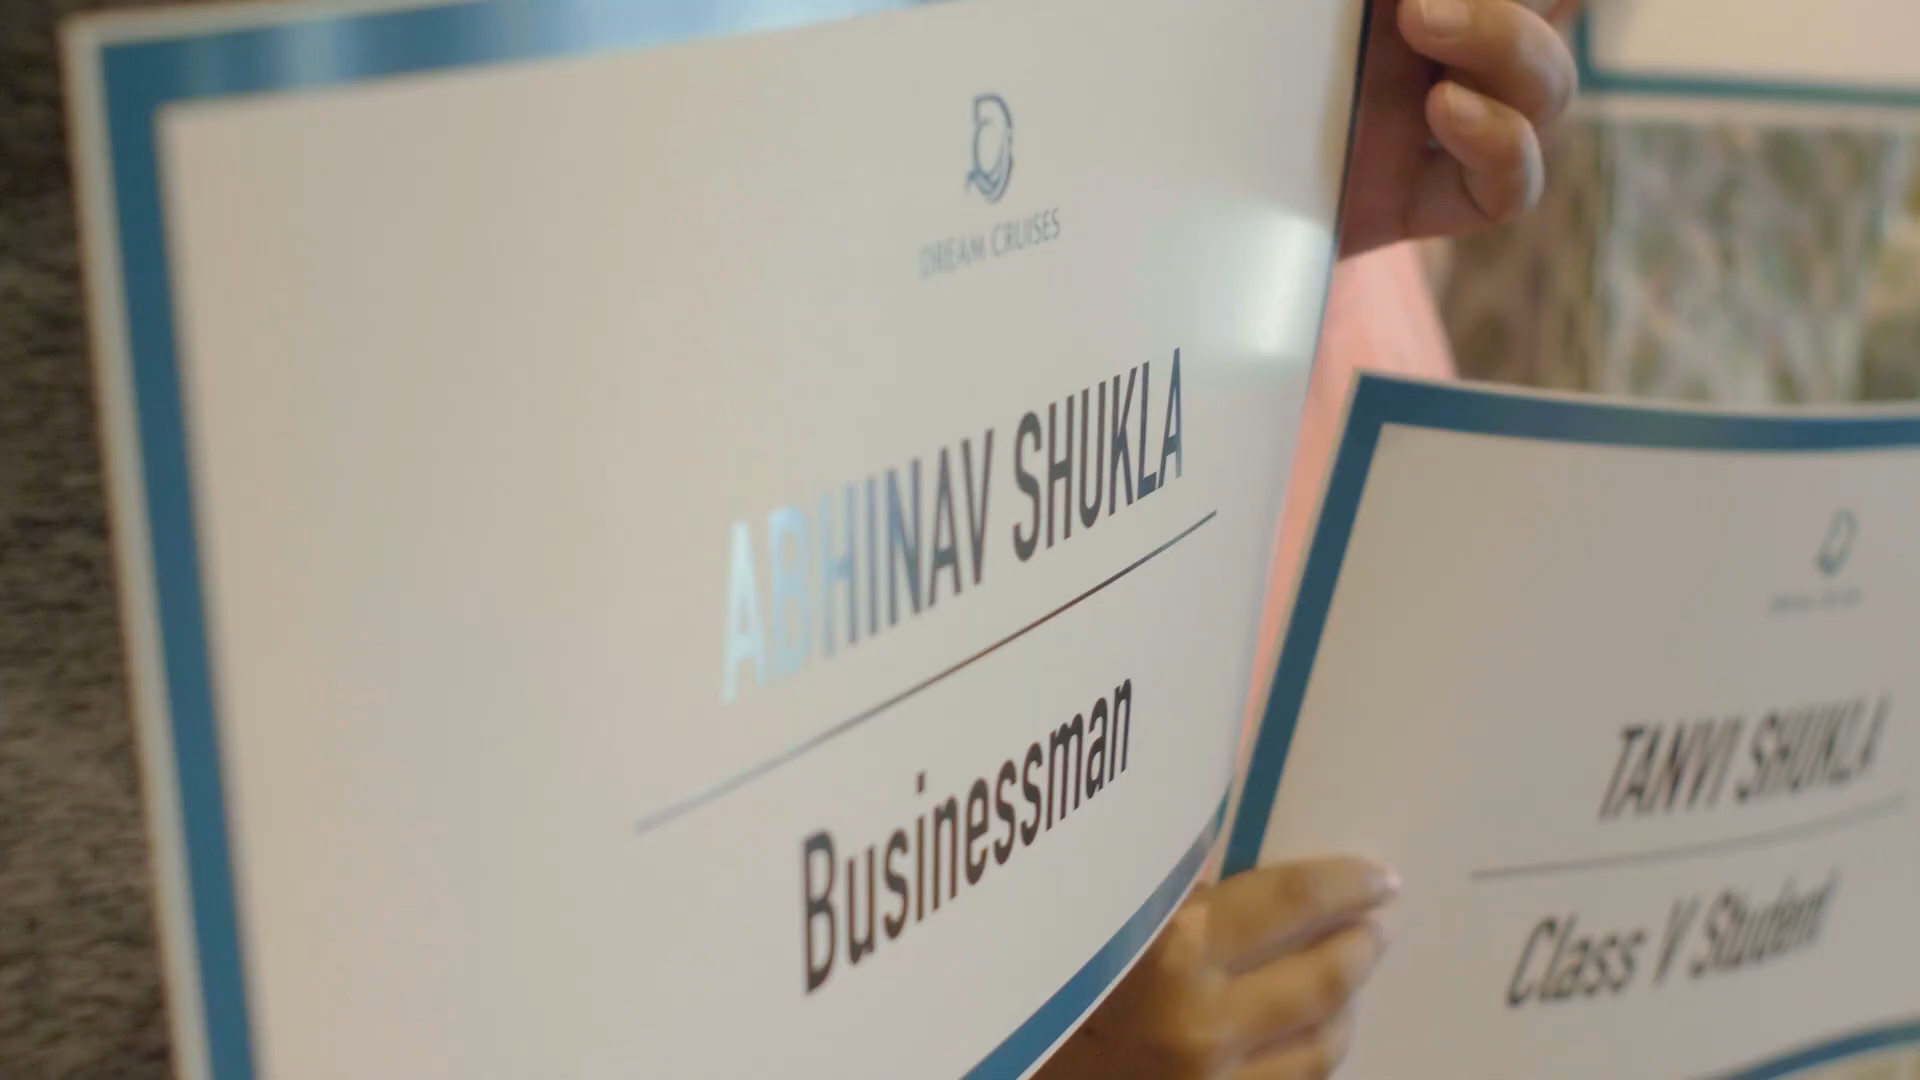 DREAM CRUISES
ABHINAV SHUKLA
Businessman
TANVI SHUKLA
Class V Student